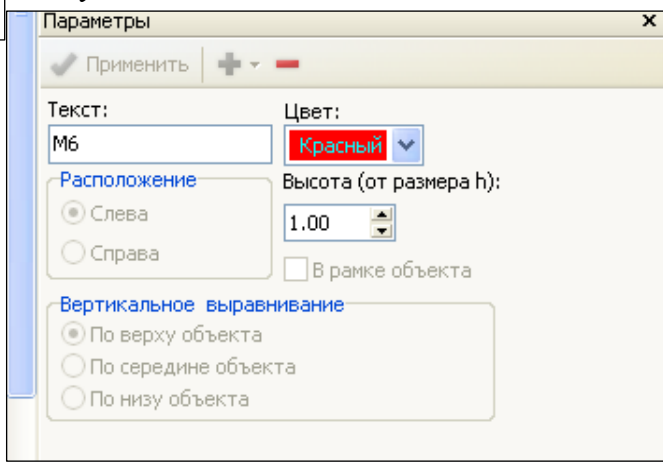 Параметры
Применить
Текст: Цвет:
М6 Красный
Расположение Высота (от размера h):
Слева 1.00
Справа В рамке объекта
Вертикальное выравнивание
По верху объекта
По середине объекта
По низу объекта